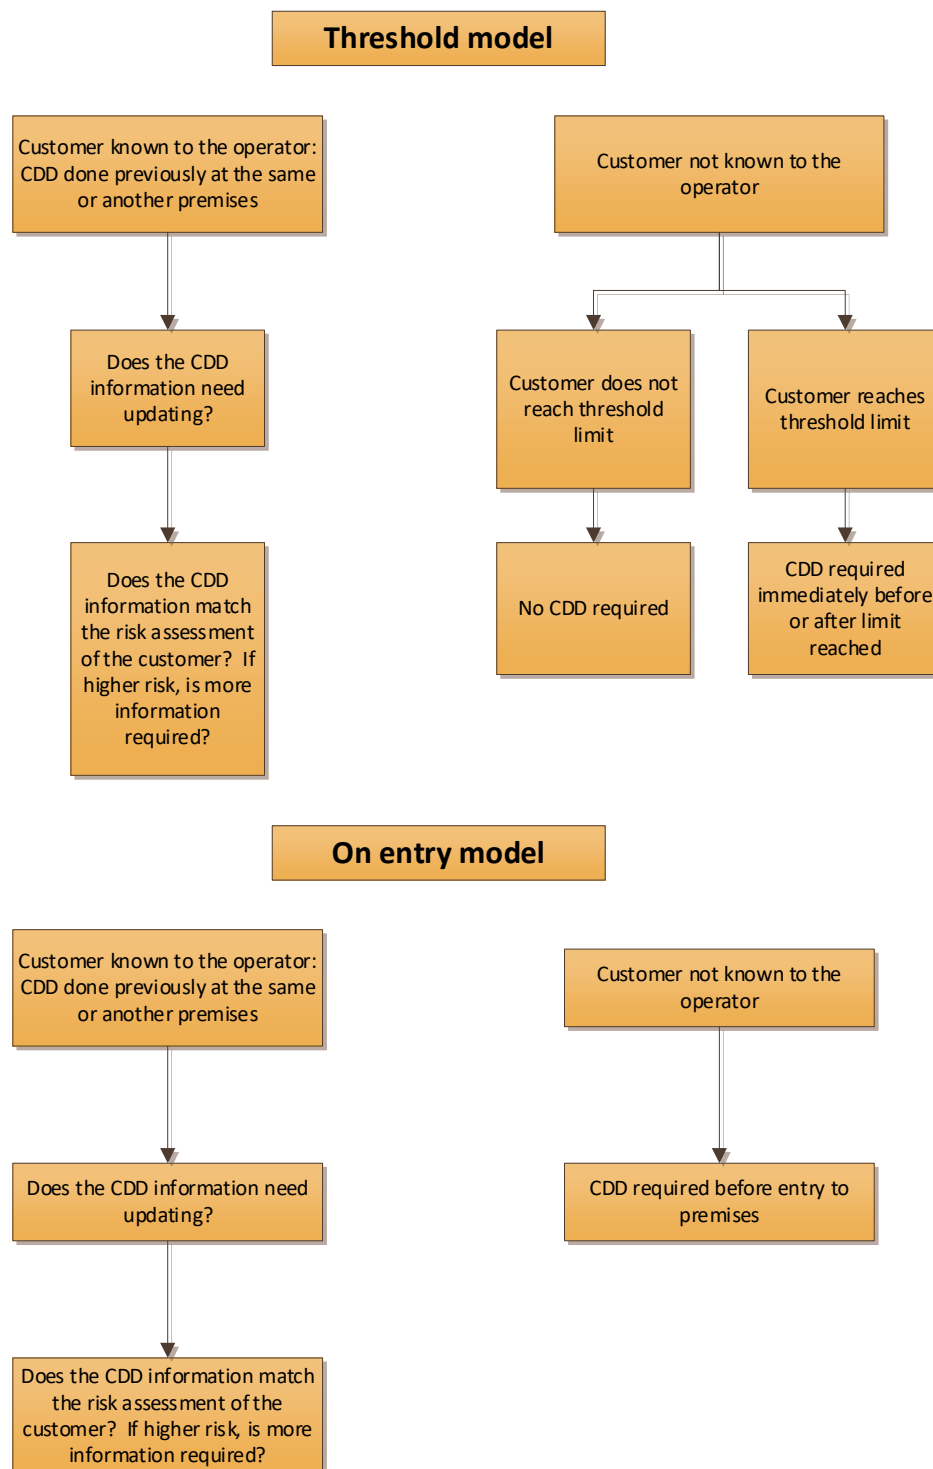 Threshold model
Customer known to the operator:
CDD done previously at the same
or another premises
Customer not known to the
operator
Does the CDD
information need
updating?
Customer does not
reach threshold
limit
Customer reaches
threshold limit
Does the CDD
information match
the risk assessment
of the customer?  If
higher risk, is more
information
required?
No CDD required
CDD required
immediately before
or after limit
reached
On entry model
Customer known to the operator:
CDD done previously at the same
or another premises
Customer not known to the
operator
Does the CDD information need
updating?
CDD required before entry to
premises
Does the CDD information match
the risk assessment of the
customer?  If higher risk, is more
information required?